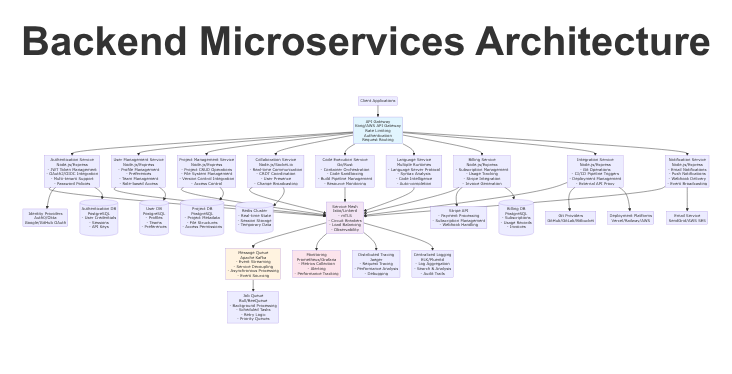 Backend Microservices Architecture
Client Applications
API Gateway
Kong/AWS API Gateway
Rate Limiting
Authentication
Request Routing
Authentication Service
Node.js/Express
- JWT Token Management
- OAuth2/OIDC Integration
- Multi-tenant Support
- Password Policies
User Management Service
Node.js/Express
- Profile Management
- Preferences
- Team Management
- Role-based Access
Project Management Service
Node.js/Express
- Project CRUD Operations
- File System Management
- Version Control Integration
- Access Control
Collaboration Service
Node.js/Socket.io
- Real-time Communication
- CRDT Coordination
- User Presence
- Change Broadcasting
Code Execution Service
Go/Rust
- Container Orchestration
- Code Sandboxing
- Build Pipeline Management
- Resource Monitoring
Language Service
Multiple Runtimes
- Language Server Protocol
- Syntax Analysis
- Code Intelligence
- Auto-completion
Billing Service
Node.js/Express
- Subscription Management
- Usage Tracking
- Stripe Integration
- Invoice Generation
Integration Service
Node.js/Express
- Git Operations
- CI/CD Pipeline Triggers
- Deployment Management
- External API Proxy
Notification Service
Node.js/Express
- Email Notifications
- Push Notifications
- Webhook Delivery
- Event Broadcasting
Identity Providers
Auth0/Okta
Google/GitHub OAuth
Authentication DB
PostgreSQL
- User Credentials
- Sessions
- API Keys
User DB
PostgreSQL
- Profiles
- Teams
- Preferences
Project DB
PostgreSQL
- Project Metadata
- File Structures
- Access Permissions
Redis Cluster
- Real-time State
- Session Storage
- Temporary Data
Service Mesh
Istio/Linkerd
- mTLS
- Circuit Breakers
- Load Balancing
- Observability
Stripe API
- Payment Processing
- Subscription Management
- Webhook Handling
Billing DB
PostgreSQL
- Subscriptions
- Usage Records
- Invoices
Git Providers
GitHub/GitLab/Bitbucket
Deployment Platforms
Vercel/Railway/AWS
Email Service
SendGrid/AWS SES
Message Queue
Apache Kafka
- Event Streaming
- Service Decoupling
- Asynchronous Processing
- Event Sourcing
Monitoring
Prometheus/Grafana
- Metrics Collection
- Alerting
- Performance Tracking
Distributed Tracing
Jaeger
- Request Tracing
- Performance Analysis
- Debugging
Centralized Logging
ELK/Fluentd
- Log Aggregation
- Search & Analysis
- Audit Trails
Job Queue
Bull/BeeQueue
- Background Processing
- Scheduled Tasks
- Retry Logic
- Priority Queues